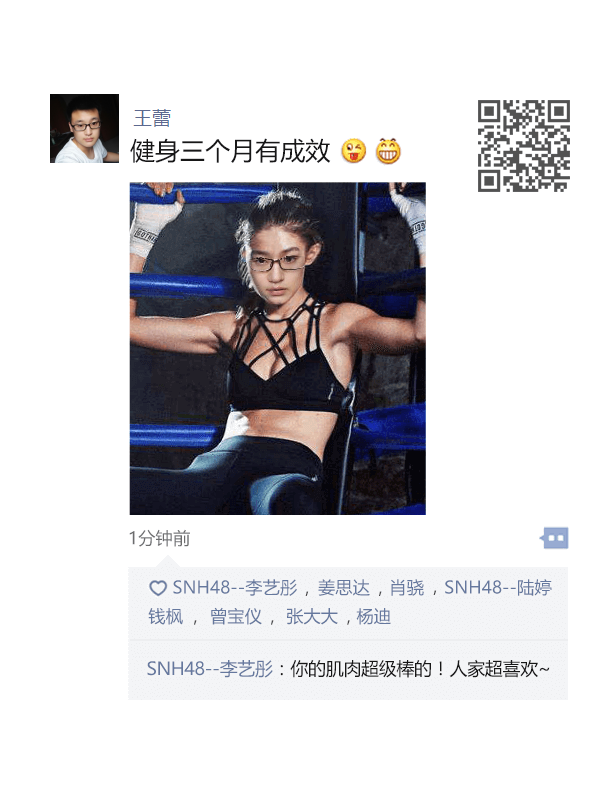 王蕾
健身三个月有成效 😜 😁
1分钟前
SNH48--李艺彤 , 姜思达 , 肖骁 , SNH48--陆婷
钱枫 , 曾宝仪 , 张大大 , 杨迪
SNH48--李艺彤：你的肌肉超级棒的！人家超喜欢~